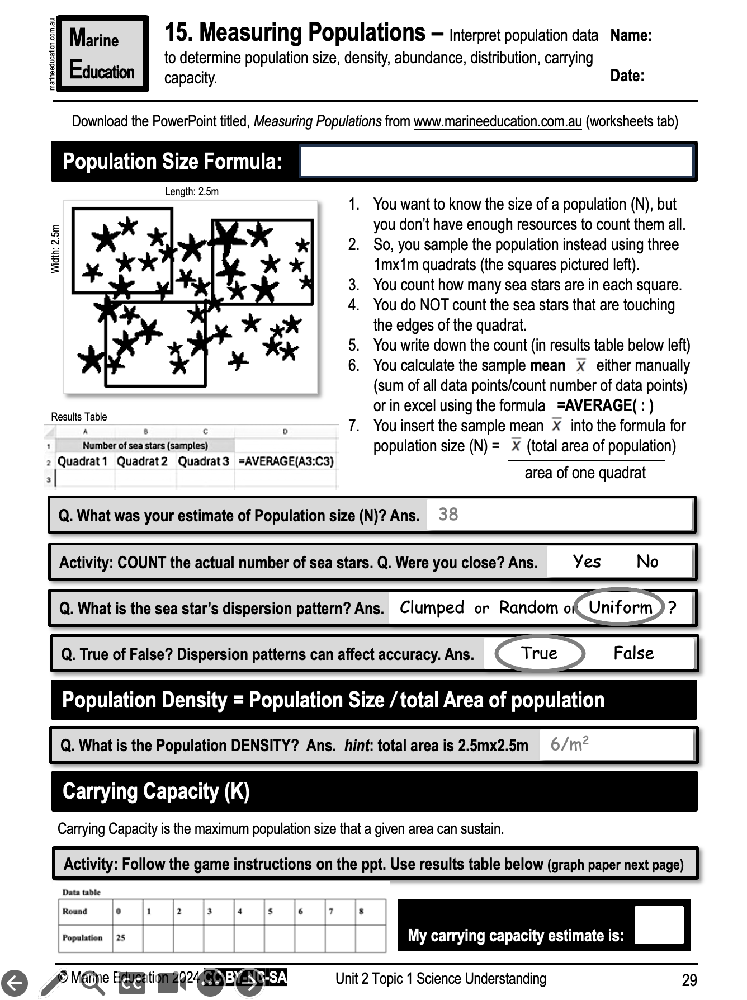 marineeducation.com.au
Marine
Education
15. Measuring Populations – Interpret population data
to determine population size, density, abundance, distribution, carrying
capacity.
Name:
Date:
Download the PowerPoint titled, Measuring Populations from www.marineeducation.com.au (worksheets tab)
Population Size Formula:
Length: 2.5m
Width: 2.5m
1. You want to know the size of a population (N), but
you don’t have enough resources to count them all.
2. So, you sample the population instead using three
1mx1m quadrats (the squares pictured left).
3. You count how many sea stars are in each square.
4. You do NOT count the sea stars that are touching
the edges of the quadrat.
5. You write down the count (in results table below left)
6. You calculate the sample mean x̅ either manually
(sum of all data points/count number of data points)
or in excel using the formula =AVERAGE( : )
7. You insert the sample mean x̅ into the formula for
population size (N) = x̅ (total area of population)
area of one quadrat
Results Table
A B C D
1 Number of sea stars (samples)
2 Quadrat 1 Quadrat 2 Quadrat 3 =AVERAGE(A3:C3)
3
Q. What was your estimate of Population size (N)? Ans. 38
Activity: COUNT the actual number of sea stars. Q. Were you close? Ans. Yes No
Q. What is the sea star’s dispersion pattern? Ans. Clumped or Random or Uniform ?
Q. True of False? Dispersion patterns can affect accuracy. Ans. True False
Population Density = Population Size / total Area of population
Q. What is the Population DENSITY? Ans. hint: total area is 2.5mx2.5m 6/m²
Carrying Capacity (K)
Carrying Capacity is the maximum population size that a given area can sustain.
Activity: Follow the game instructions on the ppt. Use results table below (graph paper next page)
Data table
Round 0 1 2 3 4 5 6 7 8
Population 25
My carrying capacity estimate is:
© Marine Education 2024 CC BY-NC-SA
CC
Unit 2 Topic 1 Science Understanding
29